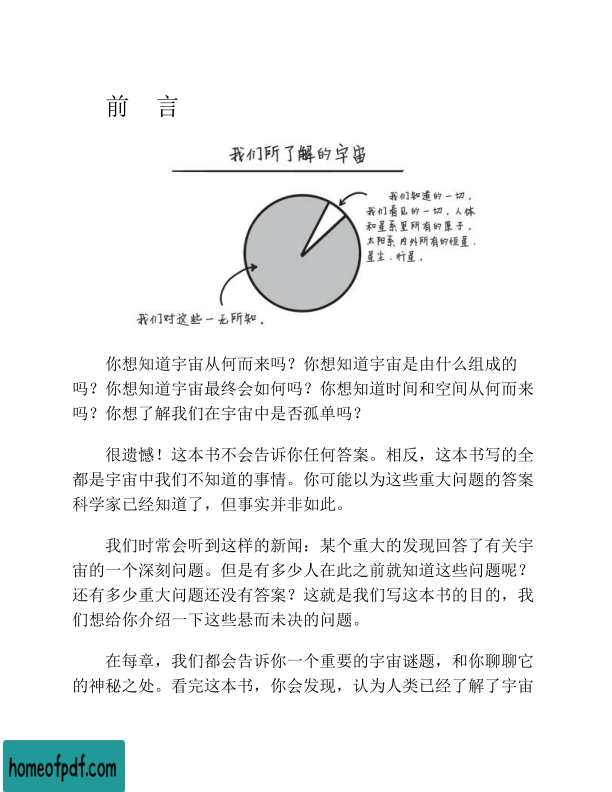 前 言
我们所了解的宇宙
我们知道的一切，
我们看见的一切，人体
和星系里所有的原子，
太阳系内外所有的恒星、
星尘、行星。
我们对这些一无所知。
你想知道宇宙从何而来吗？你想知道宇宙是由什么组成的
吗？你想知道宇宙最终会如何吗？你想知道时间和空间从何而来
吗？你想了解我们在宇宙中是否孤单吗？
很遗憾！这本书不会告诉你任何答案。相反，这本书写的全
都是宇宙中我们不知道的事情。你可能以为这些重大问题的答案
科学家已经知道了，但事实并非如此。
我们时常会听到这样的新闻：某个重大的发现回答了有关宇
宙的一个深刻问题。但是有多少人在此之前就知道这些问题呢？
还有多少重大问题还没有答案？这就是我们写这本书的目的，我
们想给你介绍一下这些悬而未决的问题。
在每章，我们都会告诉你一个重要的宇宙谜题，和你聊聊它
的神秘之处。看完这本书，你会发现，认为人类已经了解了宇宙
homeofpdf.com